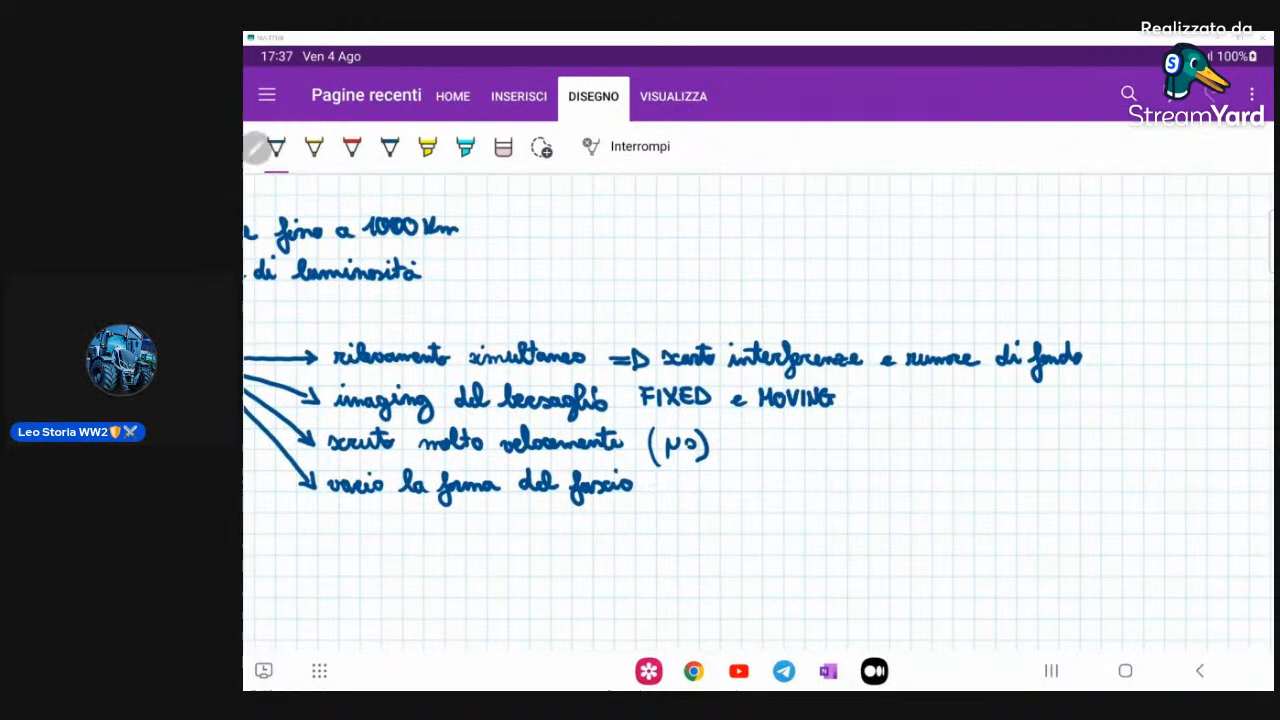 Realizzato da
StreamYard
17:37 Ven 4 Ago
100%
Pagine recenti HOME INSERISCI DISEGNO VISUALIZZA
Interrompi
e fino a 1000 Km
di luminosità
rilevamento simultaneo => scarto interferenze e rumore di fondo
imaging del bersaglio FIXED e MOVING
scruto molto velocemente (µs)
vario la forma del fascio
Leo Storia WW2